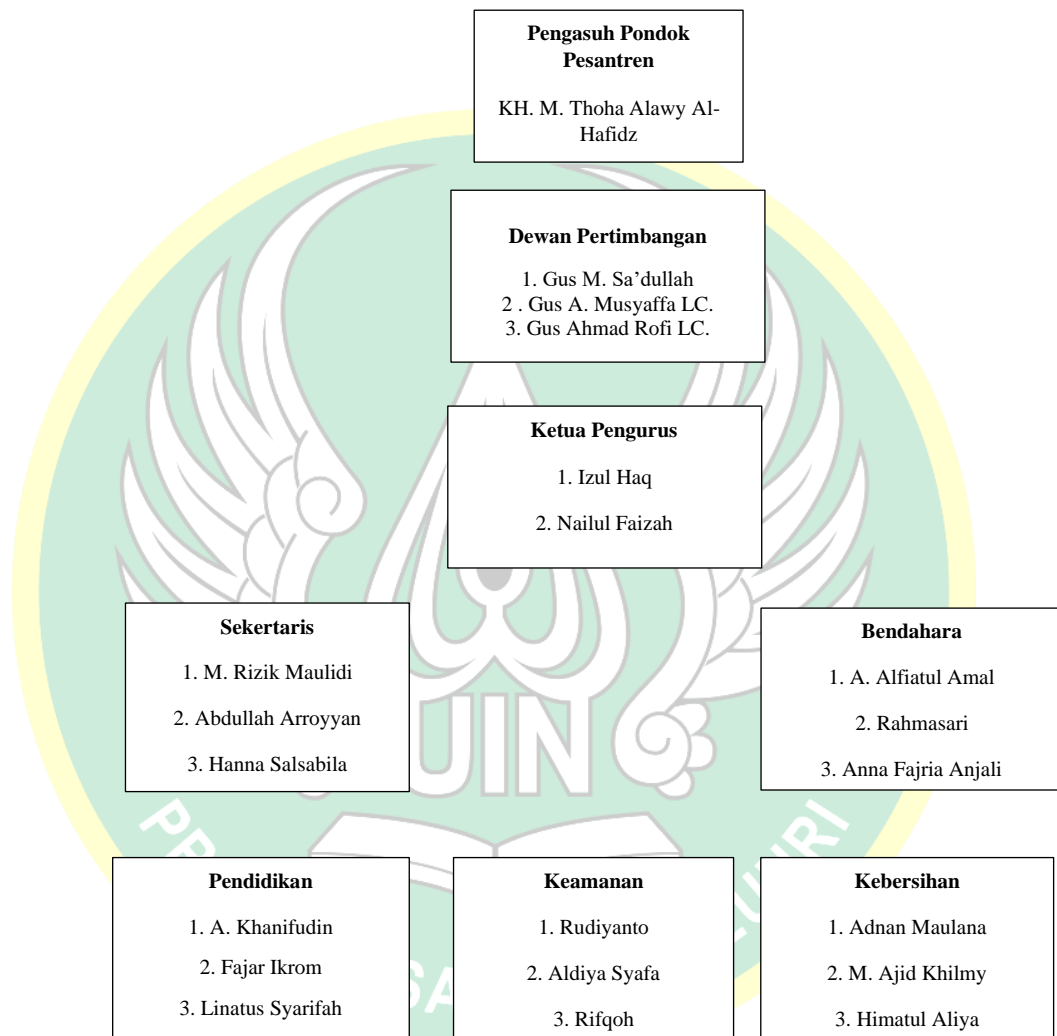 Pengasuh Pondok
Pesantren
KH. M. Thoha Alawy Al-
Hafidz
Dewan Pertimbangan
1. Gus M. Sa’dullah
2 . Gus A. Musyaffa LC.
3. Gus Ahmad Rofi LC.
Ketua Pengurus
1. Izul Haq
2. Nailul Faizah
Sekertaris
1. M. Rizik Maulidi
2. Abdullah Arroyyan
3. Hanna Salsabila
Bendahara
1. A. Alfiatul Amal
2. Rahmasari
3. Anna Fajria Anjali
UIN
Pendidikan
1. A. Khanifudin
2. Fajar Ikrom
3. Linatus Syarifah
Keamanan
1. Rudiyanto
2. Aldiya Syafa
3. Rifqoh
Kebersihan
1. Adnan Maulana
2. M. Ajid Khilmy
3. Himatul Aliya